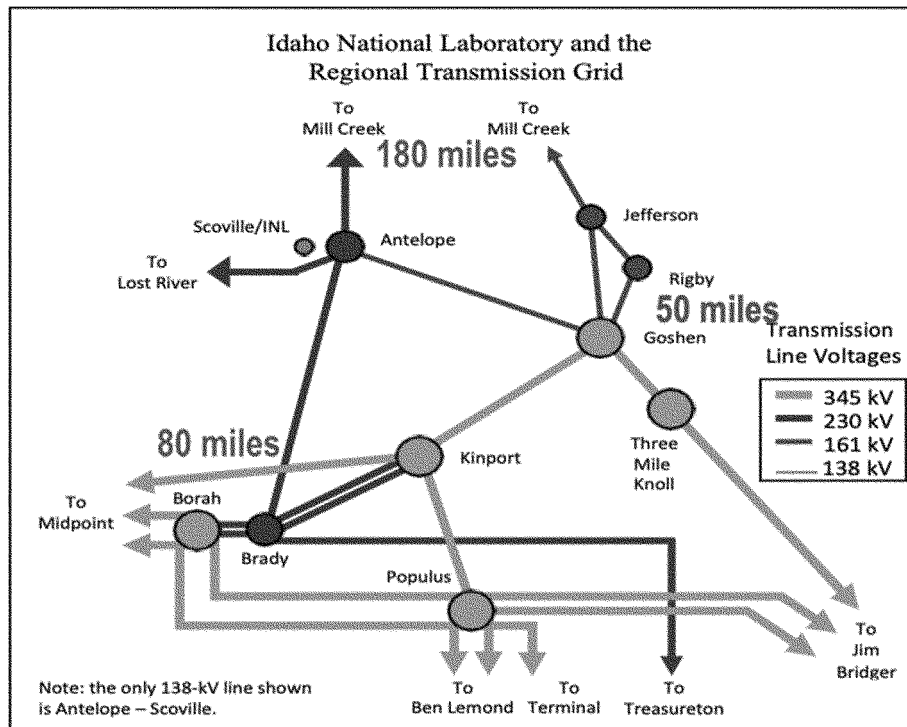 Idaho National Laboratory and the
Regional Transmission Grid
To
Mill Creek
To
Mill Creek
180 miles
Jefferson
Scoville/INL
Antelope
To
Lost River
Rigby
50 miles
Goshen
Transmission
Line Voltages
345 kV
230 kV
161 kV
138 kV
Three
Mile
Knoll
80 miles
Kinport
To
Midpoint
Borah
Brady
Populus
To
Jim
Bridger
Note: the only 138-kV line shown
is Antelope – Scoville.
To
Ben Lemond
To
Terminal
To
Treasureton